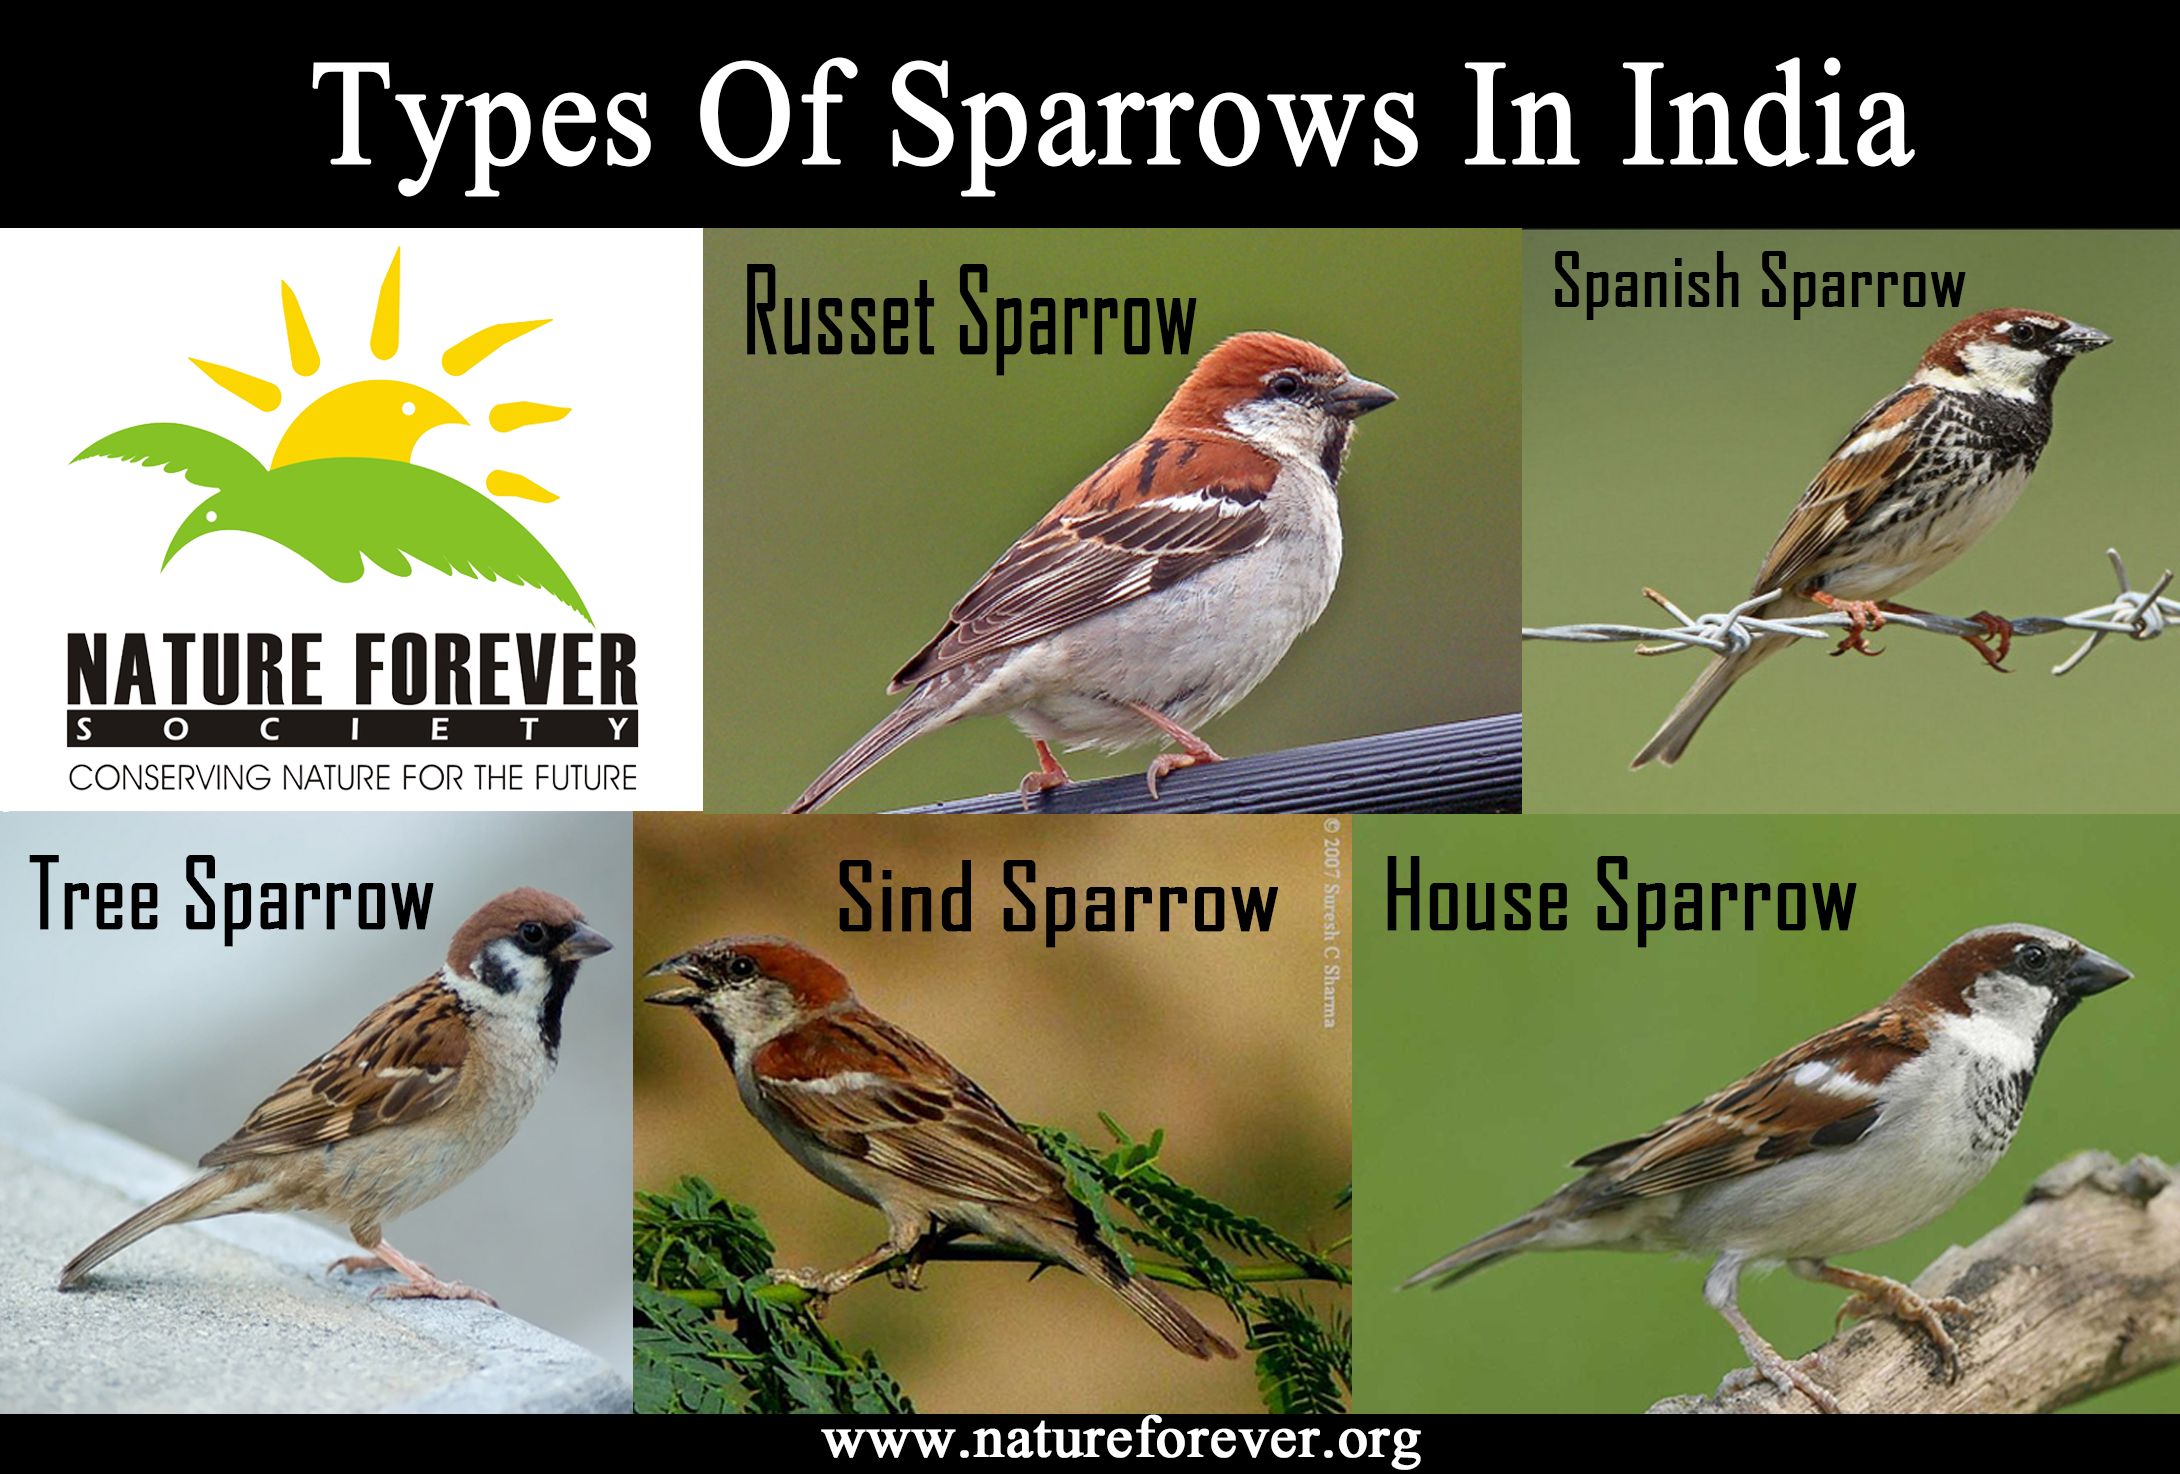 Types Of Sparrows In India
NATURE FOREVER
SOCIETY
CONSERVING NATURE FOR THE FUTURE
Russet Sparrow
Spanish Sparrow
Tree Sparrow
Sind Sparrow
© 2007 Suresh C Sharma
House Sparrow
www.natureforever.org